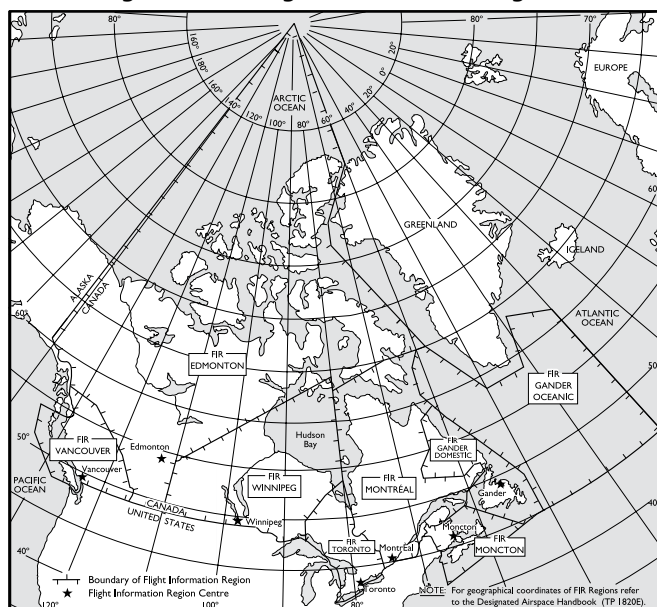 80°
80°
70°
160°
180°
160°
140°
120°
100°
80°
60°
40°
20°
0°
20°
EUROPE
ARCTIC
OCEAN
GREENLAND
ICELAND
ALASKA
CANADA
60°
60°
ATLANTIC
OCEAN
FIR
EDMONTON
FIR
GANDER
OCEANIC
50°
50°
Hudson
Bay
FIR
GANDER
DOMESTIC
FIR
VANCOUVER
Edmonton
Vancouver
FIR
WINNIPEG
FIR
MONTRÉAL
Gander
PACIFIC
OCEAN
CANADA
UNITED STATES
Winnipeg
Moncton
40°
40°
FIR
TORONTO
Montréal
FIR
MONCTON
Toronto
Boundary of Flight Information Region
Flight Information Region Centre
NOTE: For geographical coordinates of FIR Regions refer
to the Designated Airspace Handbook (TP 1820E).
120°
80°